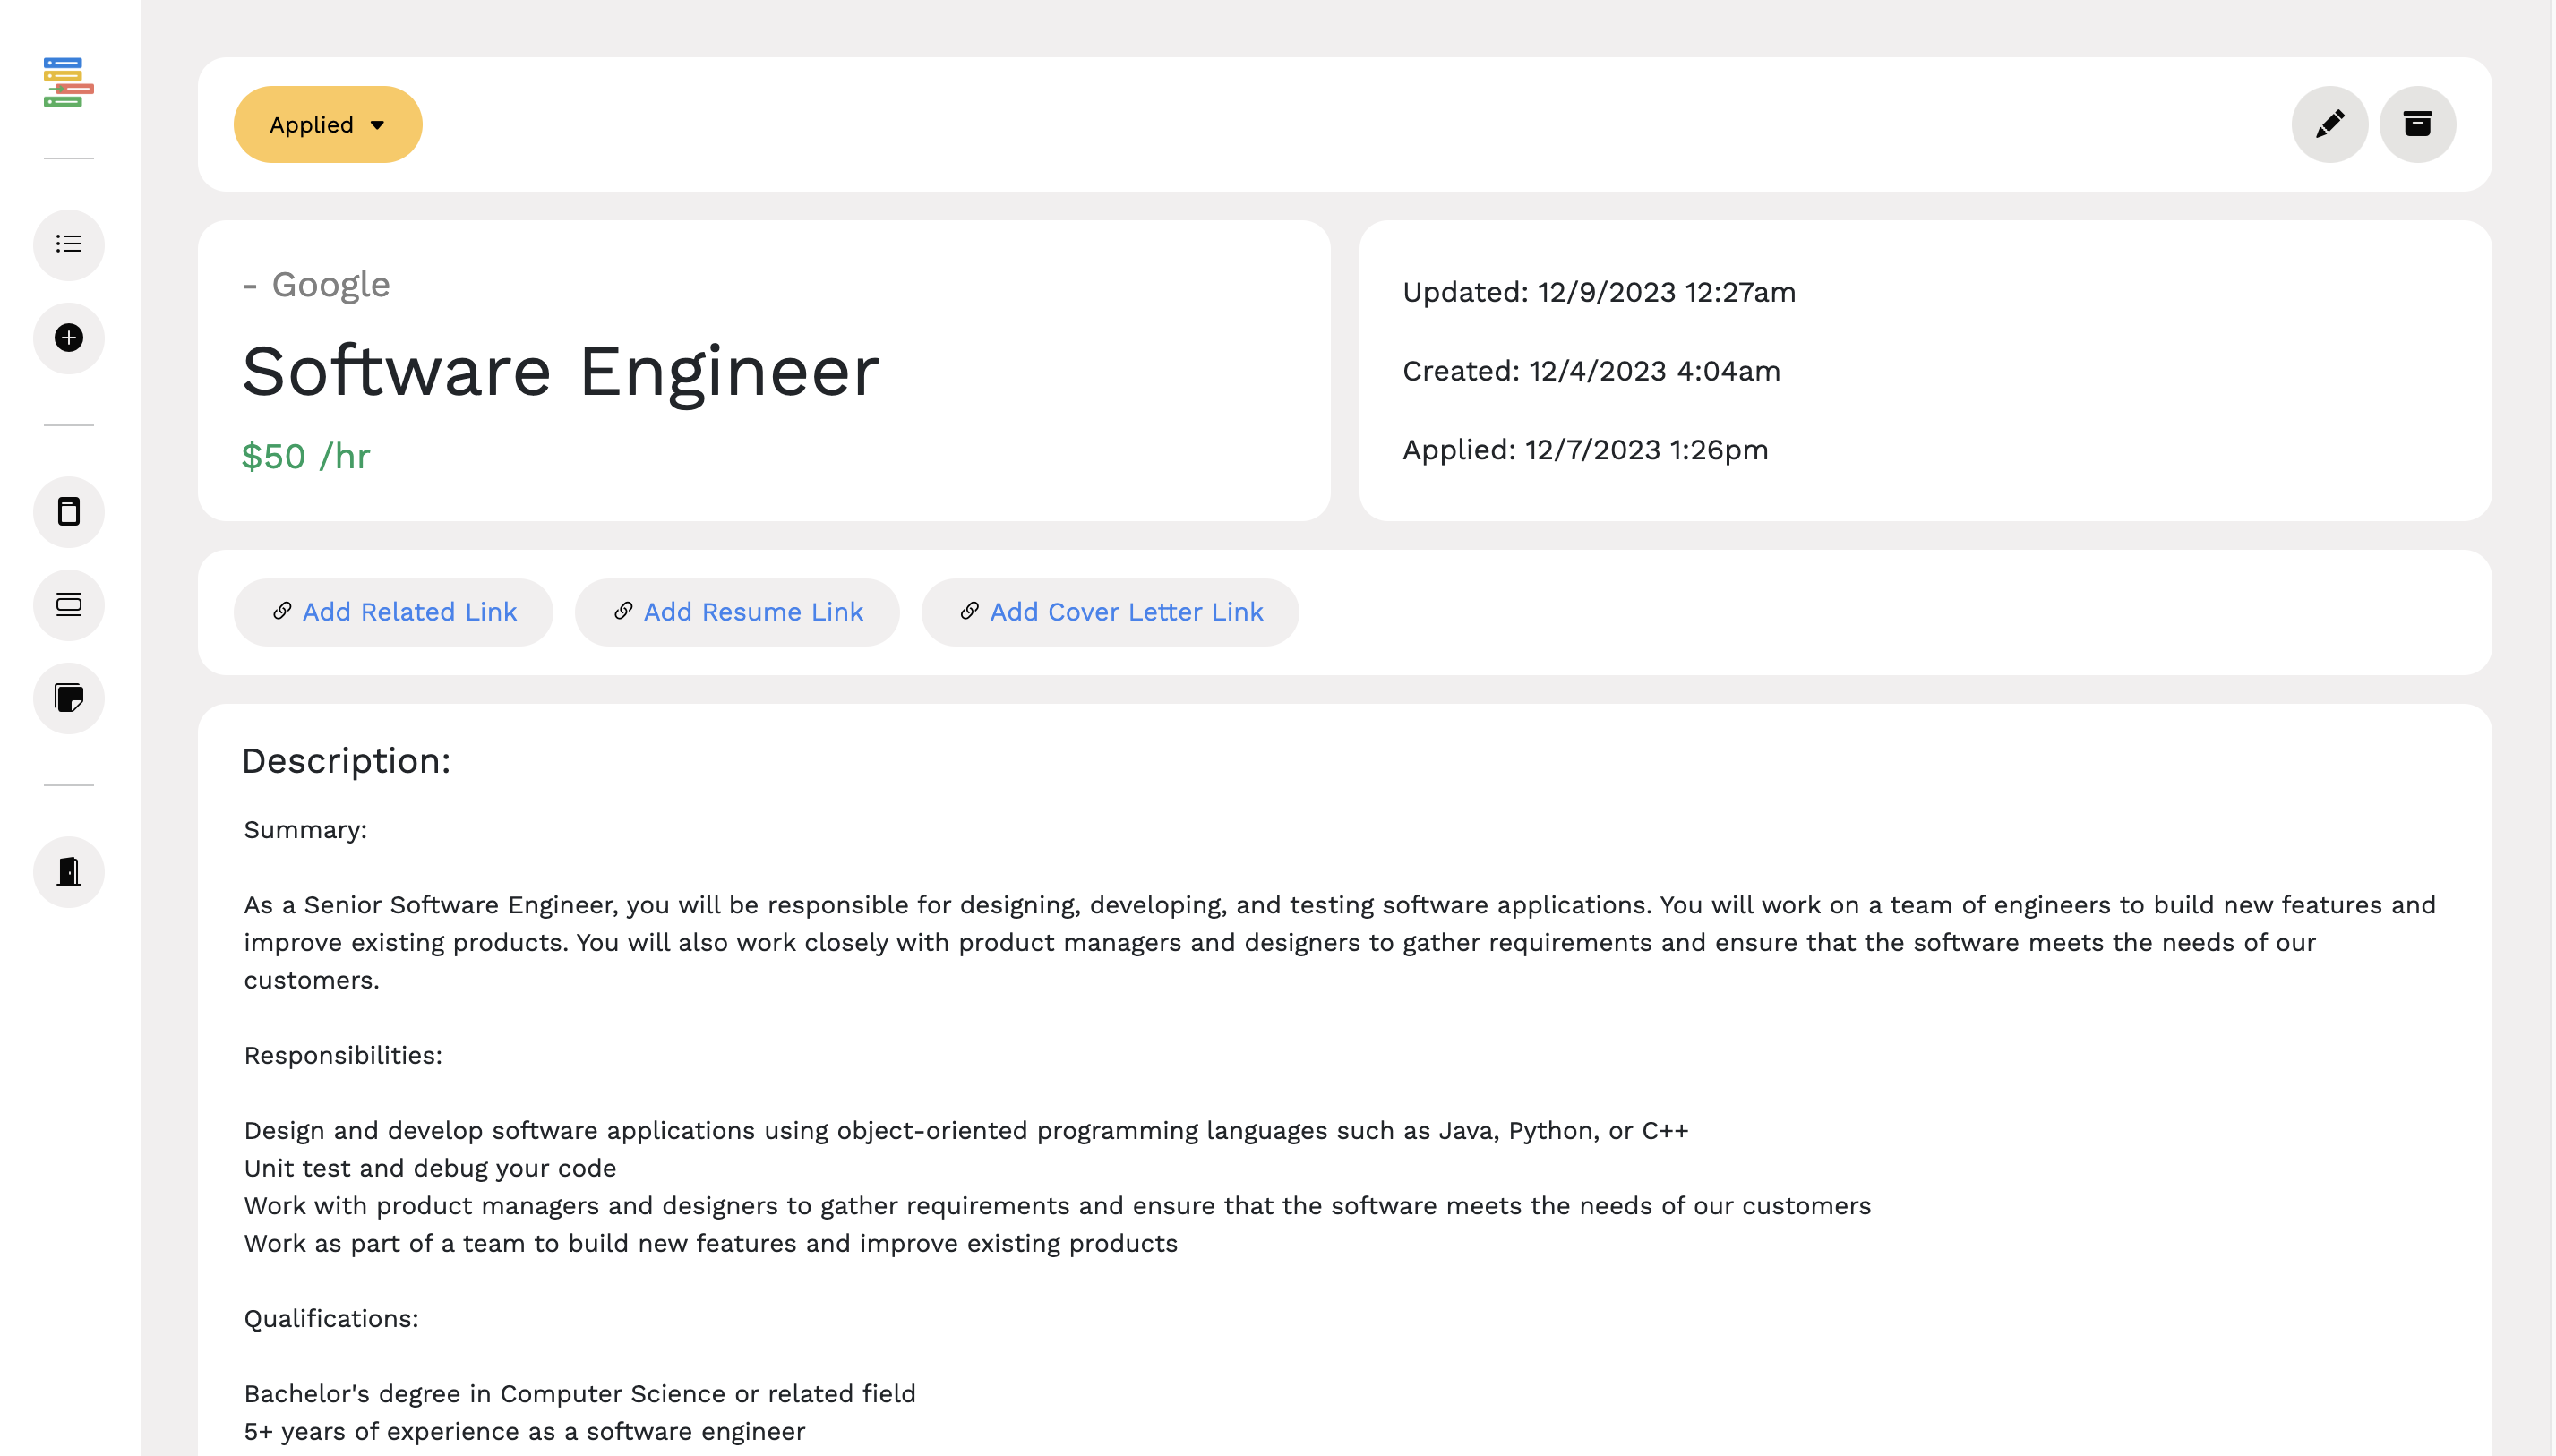 Applied
- Google
Software Engineer
$50 /hr
Updated: 12/9/2023 12:27am
Created: 12/4/2023 4:04am
Applied: 12/7/2023 1:26pm
Add Related Link
Add Resume Link
Add Cover Letter Link
Description:
Summary:
As a Senior Software Engineer, you will be responsible for designing, developing, and testing software applications. You will work on a team of engineers to build new features and
improve existing products. You will also work closely with product managers and designers to gather requirements and ensure that the software meets the needs of our
customers.
Responsibilities:
Design and develop software applications using object-oriented programming languages such as Java, Python, or C++
Unit test and debug your code
Work with product managers and designers to gather requirements and ensure that the software meets the needs of our customers
Work as part of a team to build new features and improve existing products
Qualifications:
Bachelor's degree in Computer Science or related field
5+ years of experience as a software engineer